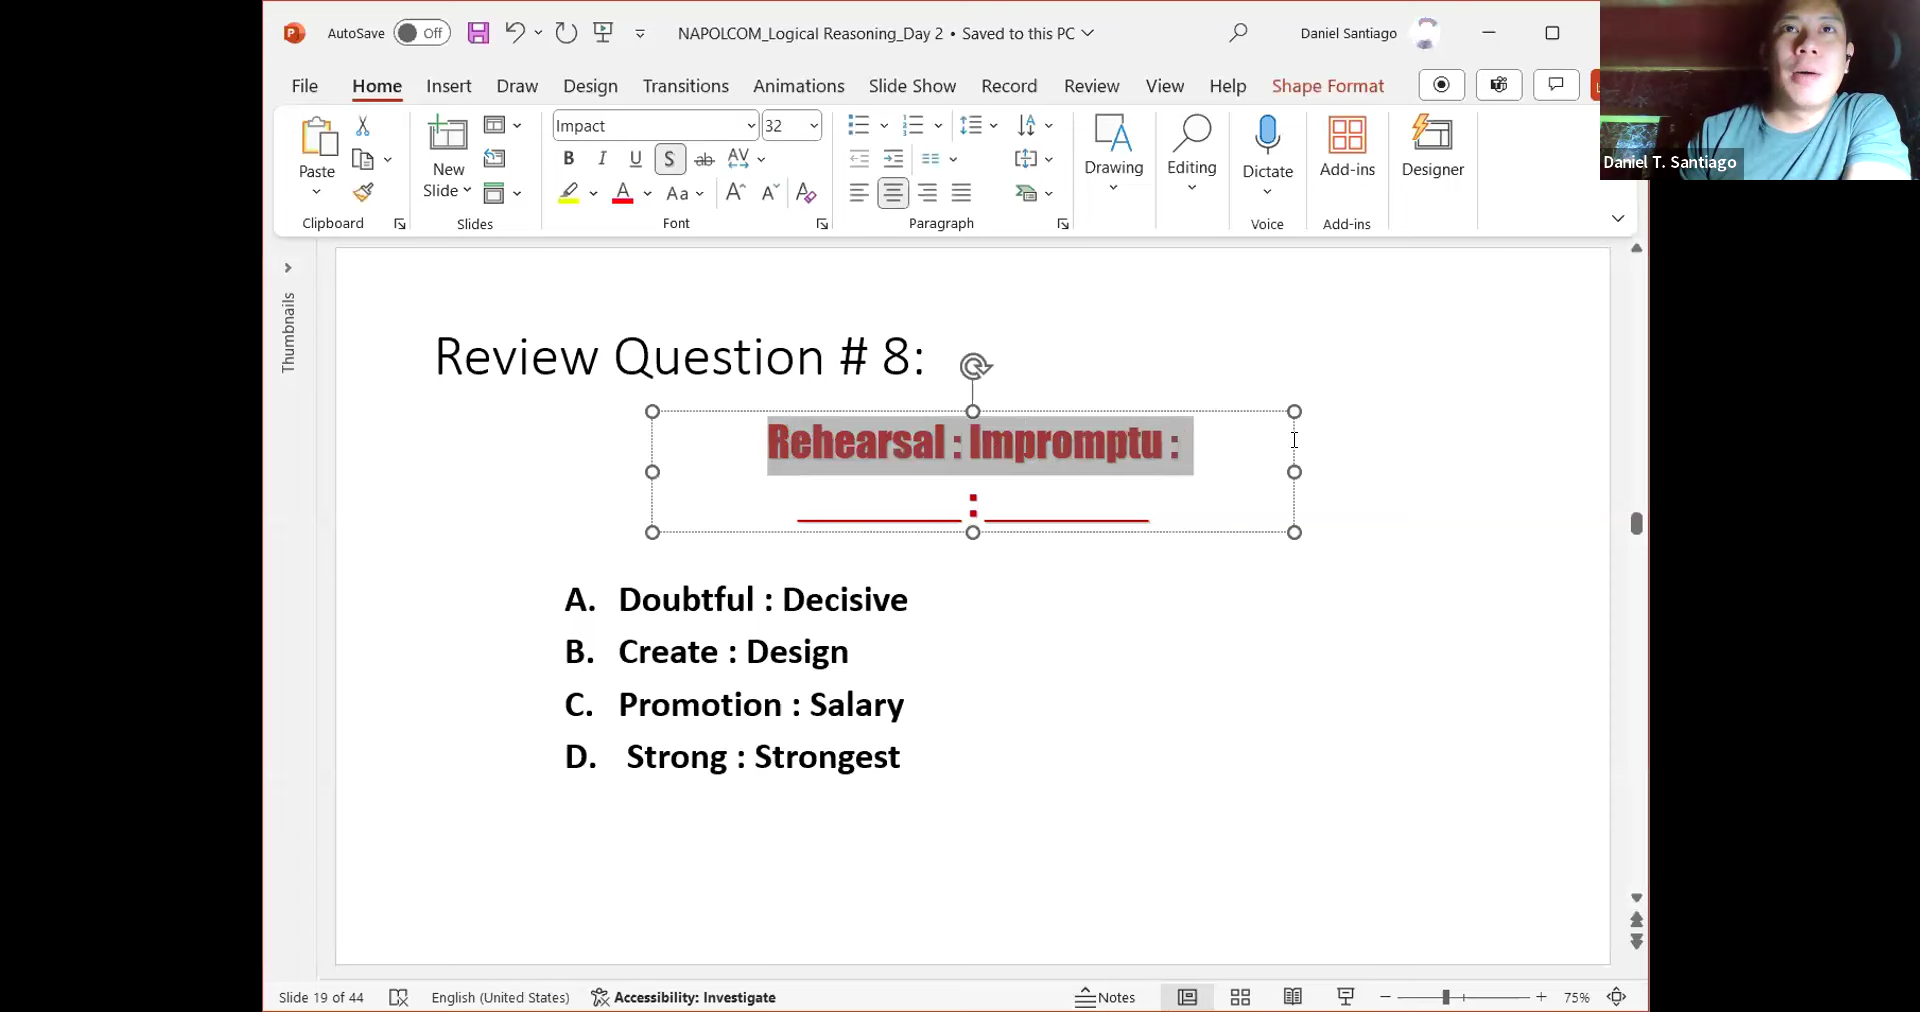 AutoSave Off NAPOLCOM_Logical Reasoning_Day 2 • Saved to this PC Daniel Santiago
File Home Insert Draw Design Transitions Animations Slide Show Record Review View Help Shape Format
Impact 32
Paste New Slide Drawing Editing Dictate Add-ins Designer
Clipboard Slides Font Paragraph Voice Add-ins
Daniel T. Santiago
Thumbnails
Review Question # 8:
Rehearsal : Impromptu :
_________ : _________
A. Doubtful : Decisive
B. Create : Design
C. Promotion : Salary
D. Strong : Strongest
Slide 19 of 44 English (United States) Accessibility: Investigate Notes 75%